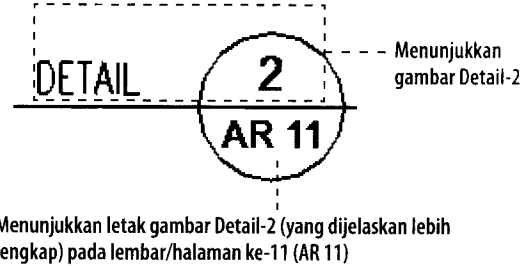 DETAIL
2
AR 11
Menunjukkan
gambar Detail-2
Menunjukkan letak gambar Detail-2 (yang dijelaskan lebih
lengkap) pada lembar/halaman ke-11 (AR 11)